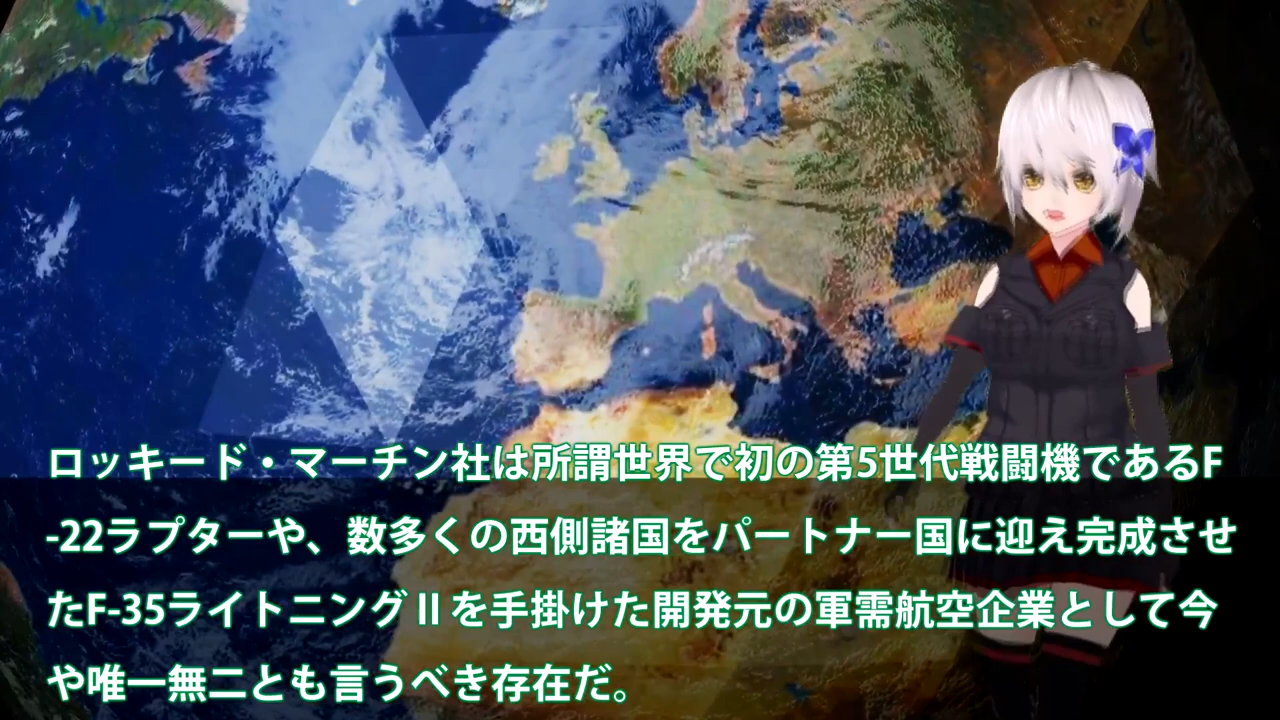 ロッキード・マーチン社は所謂世界で初の第5世代戦闘機であるF
-22ラプターや、数多くの西側諸国をパートナー国に迎え完成させ
たF-35ライトニングⅡを手掛けた開発元の軍需航空企業として今
や唯一無二とも言うべき存在だ。